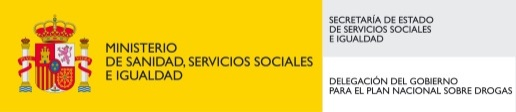 MINISTERIO
DE SANIDAD, SERVICIOS SOCIALES
E IGUALDAD
SECRETARÍA DE ESTADO
DE SERVICIOS SOCIALES
E IGUALDAD
DELEGACIÓN DEL GOBIERNO
PARA EL PLAN NACIONAL SOBRE DROGAS